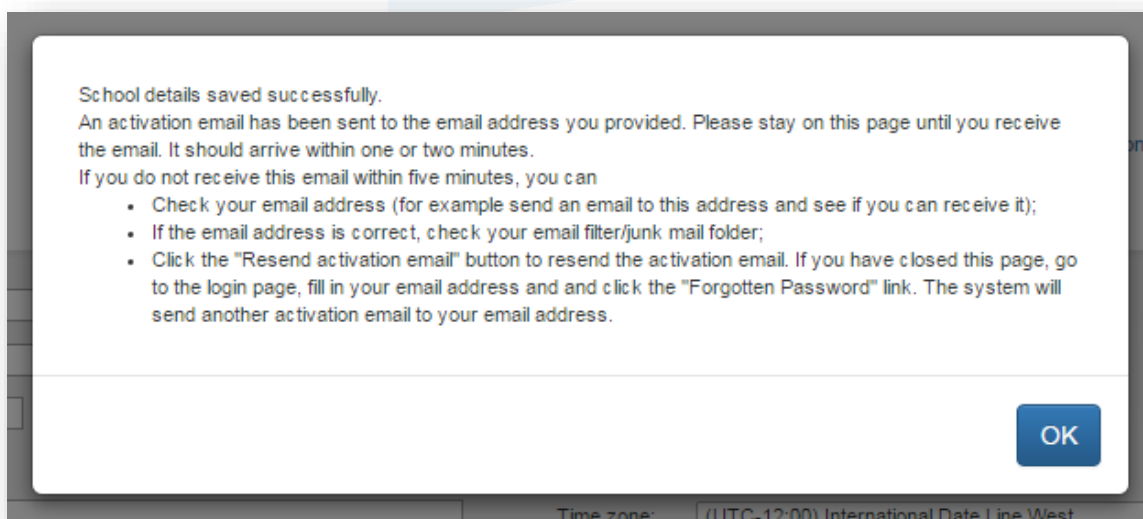 School details saved successfully.
An activation email has been sent to the email address you provided. Please stay on this page until you receive
the email. It should arrive within one or two minutes.
If you do not receive this email within five minutes, you can
• Check your email address (for example send an email to this address and see if you can receive it);
• If the email address is correct, check your email filter/junk mail folder;
• Click the "Resend activation email" button to resend the activation email. If you have closed this page, go
to the login page, fill in your email address and and click the "Forgotten Password" link. The system will
send another activation email to your email address.
OK
Time zone: (UTC-12:00) International Date Line West